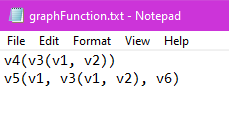 graphFunction.txt - Notepad
File Edit Format View Help
v4(v3(v1, v2))
v5(v1, v3(v1, v2), v6)